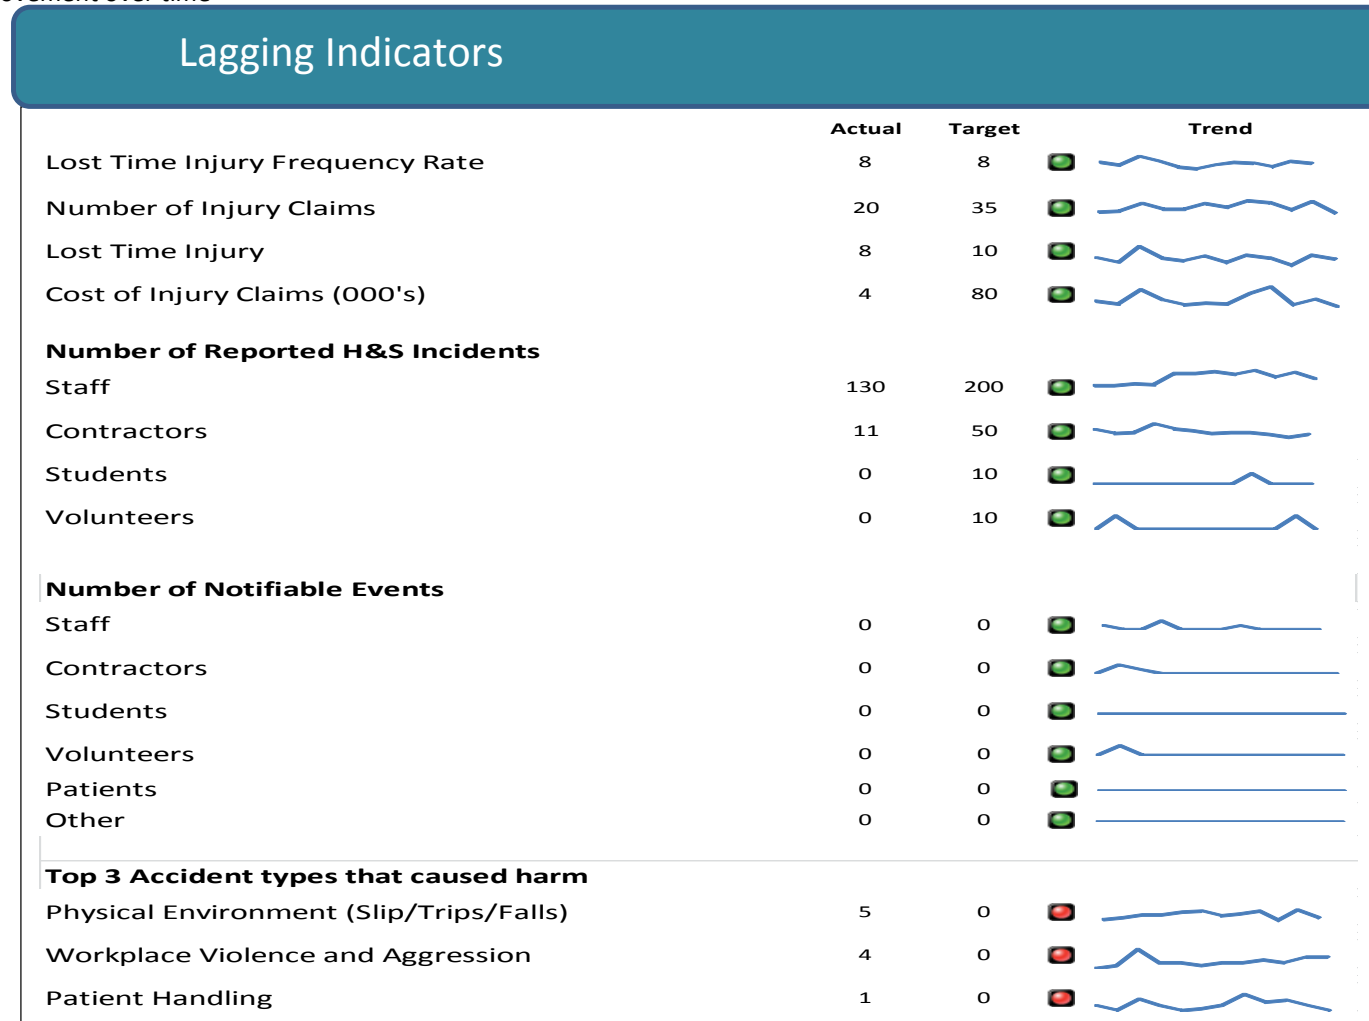 ovement over time
Lagging Indicators
Actual Target Trend
Lost Time Injury Frequency Rate 8 8
Number of Injury Claims 20 35
Lost Time Injury 8 10
Cost of Injury Claims (000's) 4 80
Number of Reported H&S Incidents
Staff 130 200
Contractors 11 50
Students 0 10
Volunteers 0 10
Number of Notifiable Events
Staff 0 0
Contractors 0 0
Students 0 0
Volunteers 0 0
Patients 0 0
Other 0 0
Top 3 Accident types that caused harm
Physical Environment (Slip/Trips/Falls) 5 0
Workplace Violence and Aggression 4 0
Patient Handling 1 0